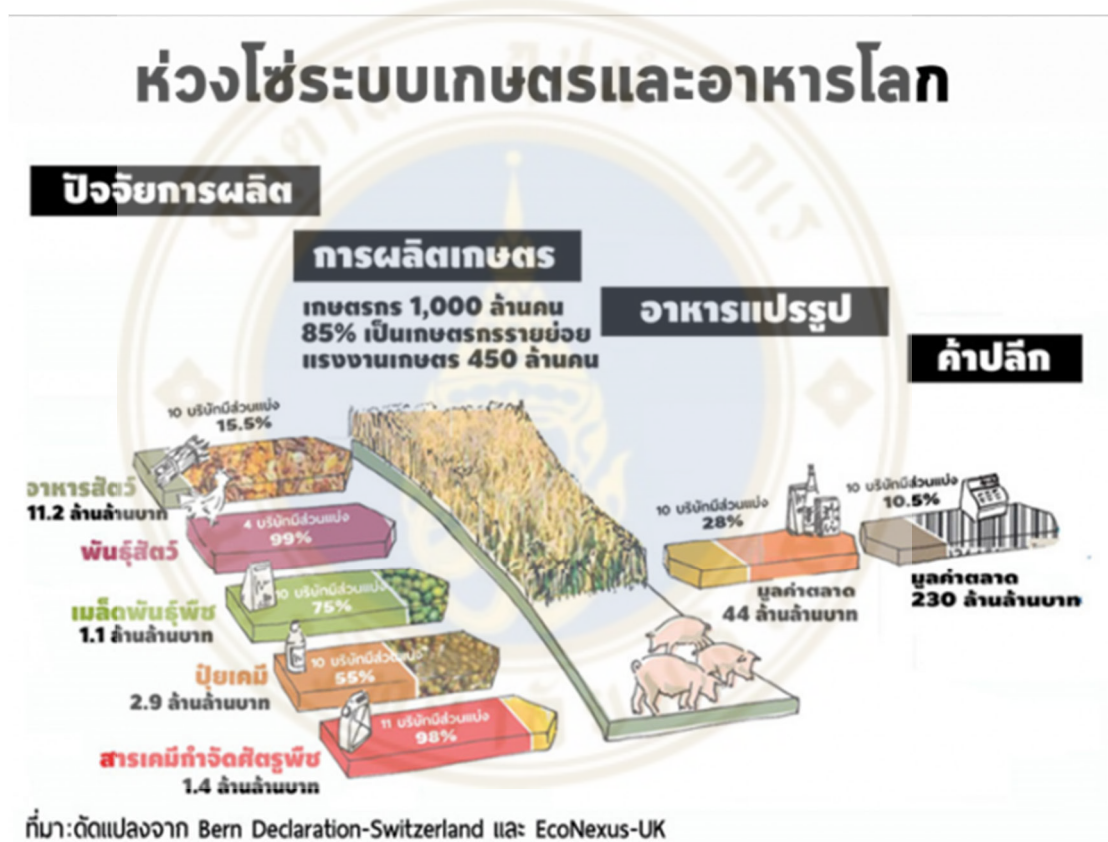 ห่วงโซ่ระบบเกษตรและอาหารโลก
ปัจจัยการผลิต
การผลิตเกษตร
เกษตรกร 1,000 ล้านคน
85% เป็นเกษตรกรรายย่อย
แรงงานเกษตร 450 ล้านคน
อาหารแปรรูป
ค้าปลีก
10 บริษัทมีส่วนแบ่ง
15.5%
อาหารสัตว์
11.2 ล้านล้านบาท
4 บริษัทมีส่วนแบ่ง
99%
พันธุ์สัตว์
10 บริษัทมีส่วนแบ่ง
75%
เมล็ดพันธุ์พืช
1.1 ล้านล้านบาท
10 บริษัทมีส่วนแบ่ง
55%
ปุ๋ยเคมี
2.9 ล้านล้านบาท
11 บริษัทมีส่วนแบ่ง
98%
สารเคมีกำจัดศัตรูพืช
1.4 ล้านล้านบาท
10 บริษัทมีส่วนแบ่ง
28%
มูลค่าตลาด
44 ล้านล้านบาท
10 บริษัทมีส่วนแบ่ง
10.5%
มูลค่าตลาด
230 ล้านล้านบาท
ที่มา:ดัดแปลงจาก Bern Declaration-Switzerland และ EcoNexus-UK